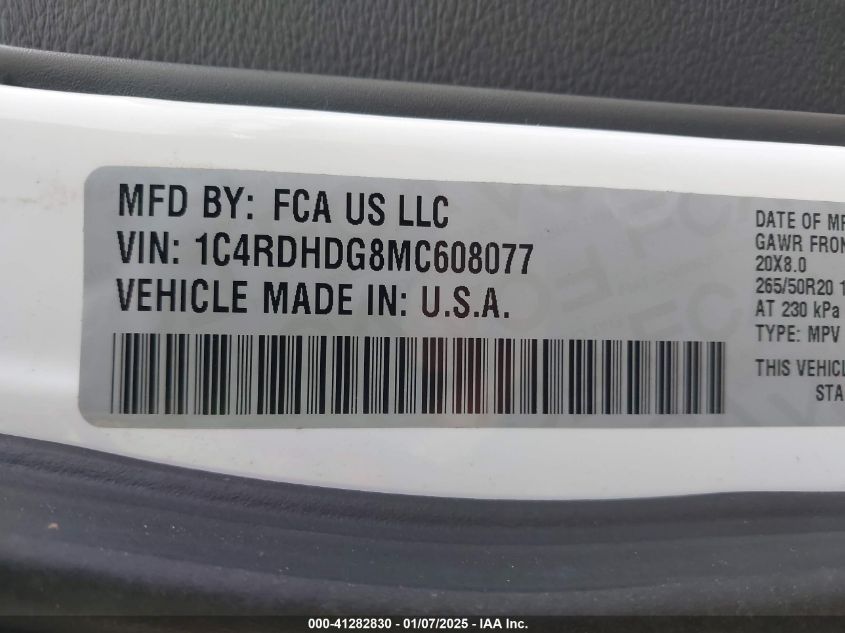 MFD BY: FCA US LLC
VIN: 1C4RDHDG8MC608077
VEHICLE MADE IN: U.S.A.
DATE OF
GAWR
20X8.0
265/50R20
AT 230 kPa
TYPE: MPV
THIS
000-41282830 - 01/07/2025 - IAA Inc.